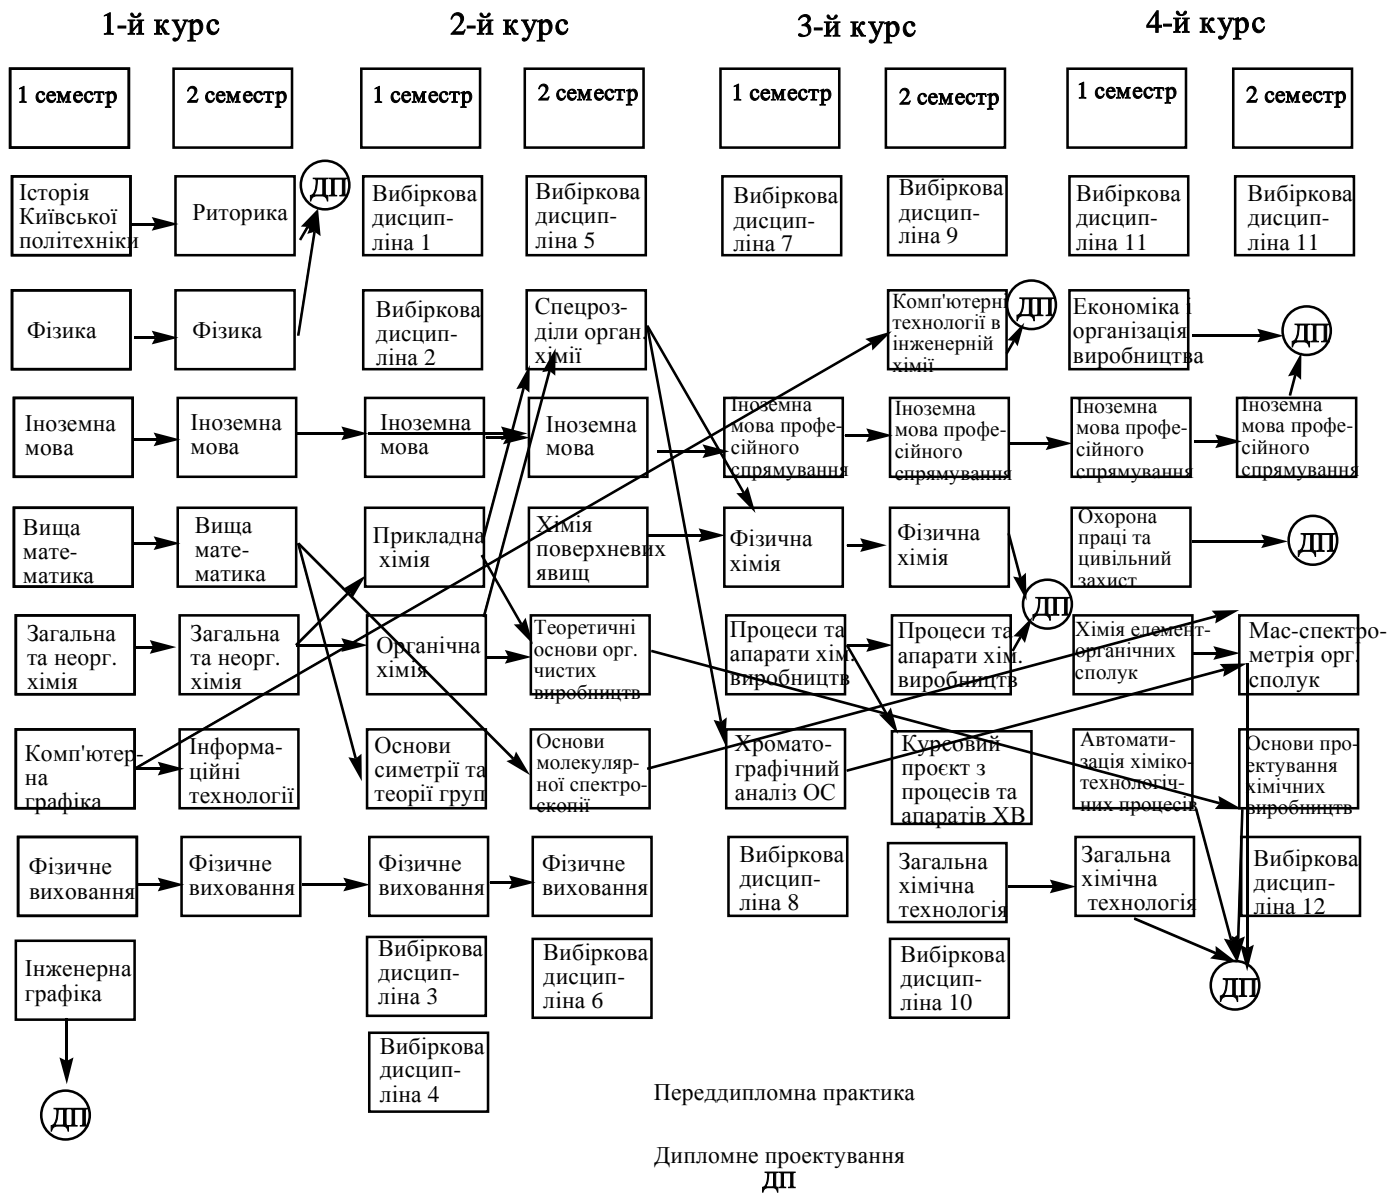 1-й курс
2-й курс
3-й курс
4-й курс
1 семестр
2 семестр
1 семестр
2 семестр
1 семестр
2 семестр
1 семестр
2 семестр
Історія
Київської
політехніки
Риторика
ДП
Вибіркова
дисцип-
ліна 1
Вибіркова
дисцип-
ліна 5
Вибіркова
дисцип-
ліна 7
Вибіркова
дисцип-
ліна 9
Вибіркова
дисцип-
ліна 11
Вибіркова
дисцип-
ліна 11
Фізика
Фізика
Вибіркова
дисцип-
ліна 2
Спецроз-
діли орган.
хімії
Комп'ютерні
технології в
інженерній
хімії
ДП
Економіка і
організація
виробництва
ДП
Іноземна
мова
Іноземна
мова
Іноземна
мова
Іноземна
мова
Іноземна
мова профе-
сійного
спрямування
Іноземна
мова профе-
сійного
спрямування
Іноземна
мова профе-
сійного
спрямування
Іноземна
мова профе-
сійного
спрямування
Вища
мате-
матика
Вища
мате-
матика
Прикладна
хімія
Хімія
поверхневих
явищ
Фізична
хімія
Фізична
хімія
Охорона
праці та
цивільний
захист
ДП
ДП
Загальна
та неорг.
хімія
Загальна
та неорг.
хімія
Органічна
хімія
Теоретичні
основи орг.
чистих
виробництв
Процеси та
апарати хім.
виробництв
Процеси та
апарати хім.
виробництв
Хімія елемент-
органічних
сполук
Мас-спектро-
метрія орг.
сполук
Комп'ютер-
на
графіка
Інформа-
ційні
технології
Основи
симетрії та
теорії груп
Основи
молекуляр-
ної спектро-
скопії
Хромато-
графічний
аналіз ОС
Курсовий
проєкт з
процесів та
апаратів ХВ
Автомати-
зація хіміко-
технологіч-
них процесів
Основи про-
ектування
хімічних
виробництв
Фізичне
виховання
Фізичне
виховання
Фізичне
виховання
Фізичне
виховання
Вибіркова
дисцип-
ліна 8
Загальна
хімічна
технологія
Загальна
хімічна
технологія
Вибіркова
дисцип-
ліна 12
Інженерна
графіка
Вибіркова
дисцип-
ліна 3
Вибіркова
дисцип-
ліна 6
Вибіркова
дисцип-
ліна 10
ДП
Вибіркова
дисцип-
ліна 4
ДП
Переддипломна практика
Дипломне проектування
ДП